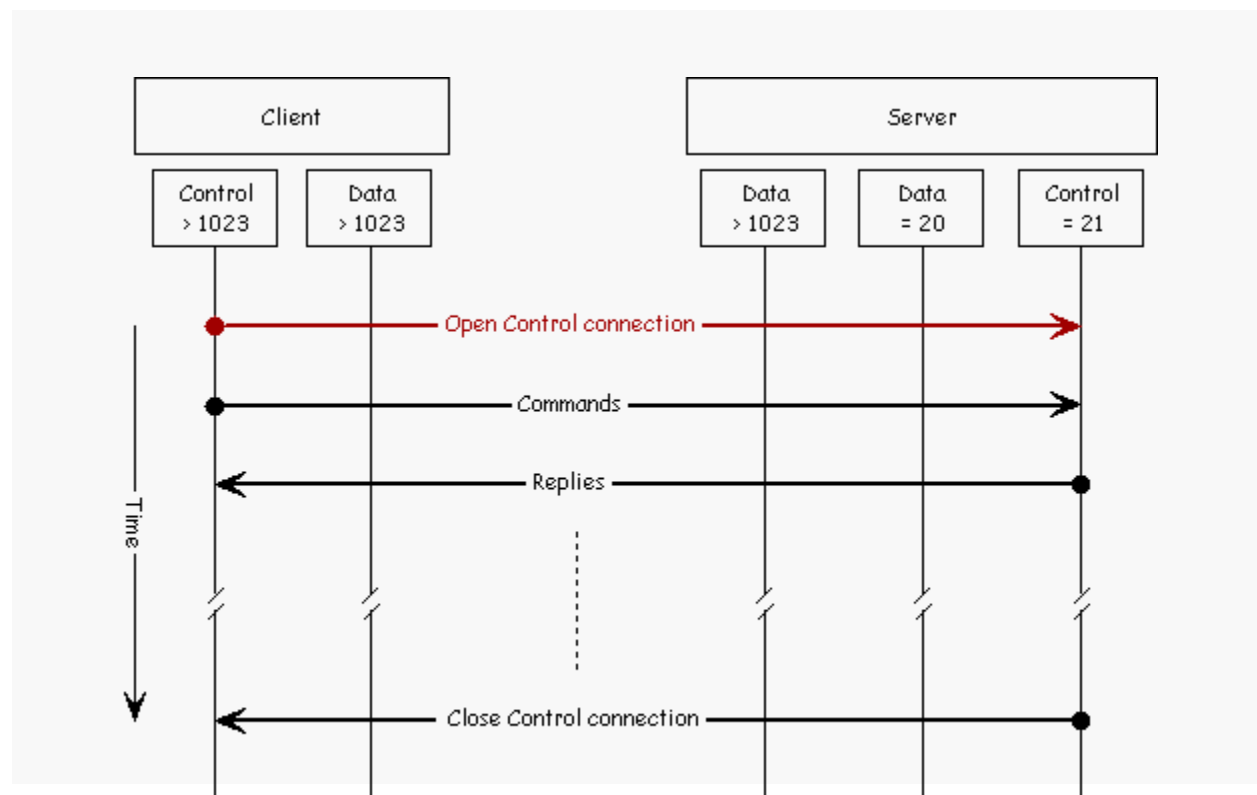 Client
Server
Control
> 1023
Data
> 1023
Data
> 1023
Data
= 20
Control
= 21
Open Control connection
Commands
Replies
Time
Close Control connection